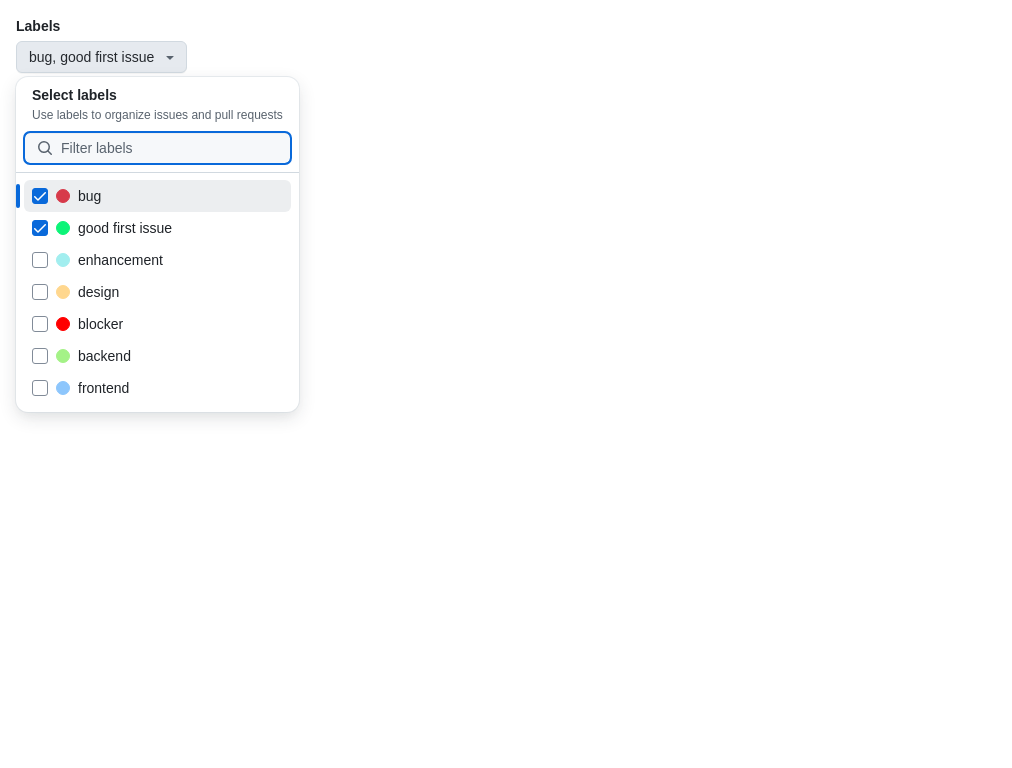 Labels
bug, good first issue
Select labels
Use labels to organize issues and pull requests
Filter labels
bug
good first issue
enhancement
design
blocker
backend
frontend